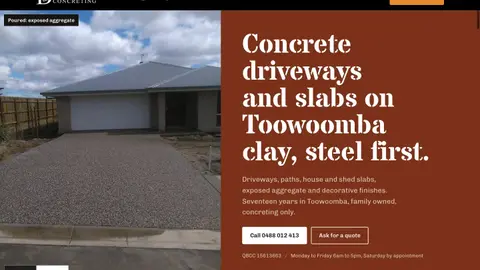 CONCRETING
Poured: exposed aggregate
Concrete
driveways
and slabs on
Toowoomba
clay, steel first.
Driveways, paths, house and shed slabs,
exposed aggregate and decorative finishes.
Seventeen years in Toowoomba, family owned,
concreting only.
Call 0488 012 413
Ask for a quote
QBCC 15613853 / Monday to Friday 6am to 5pm, Saturday by appointment